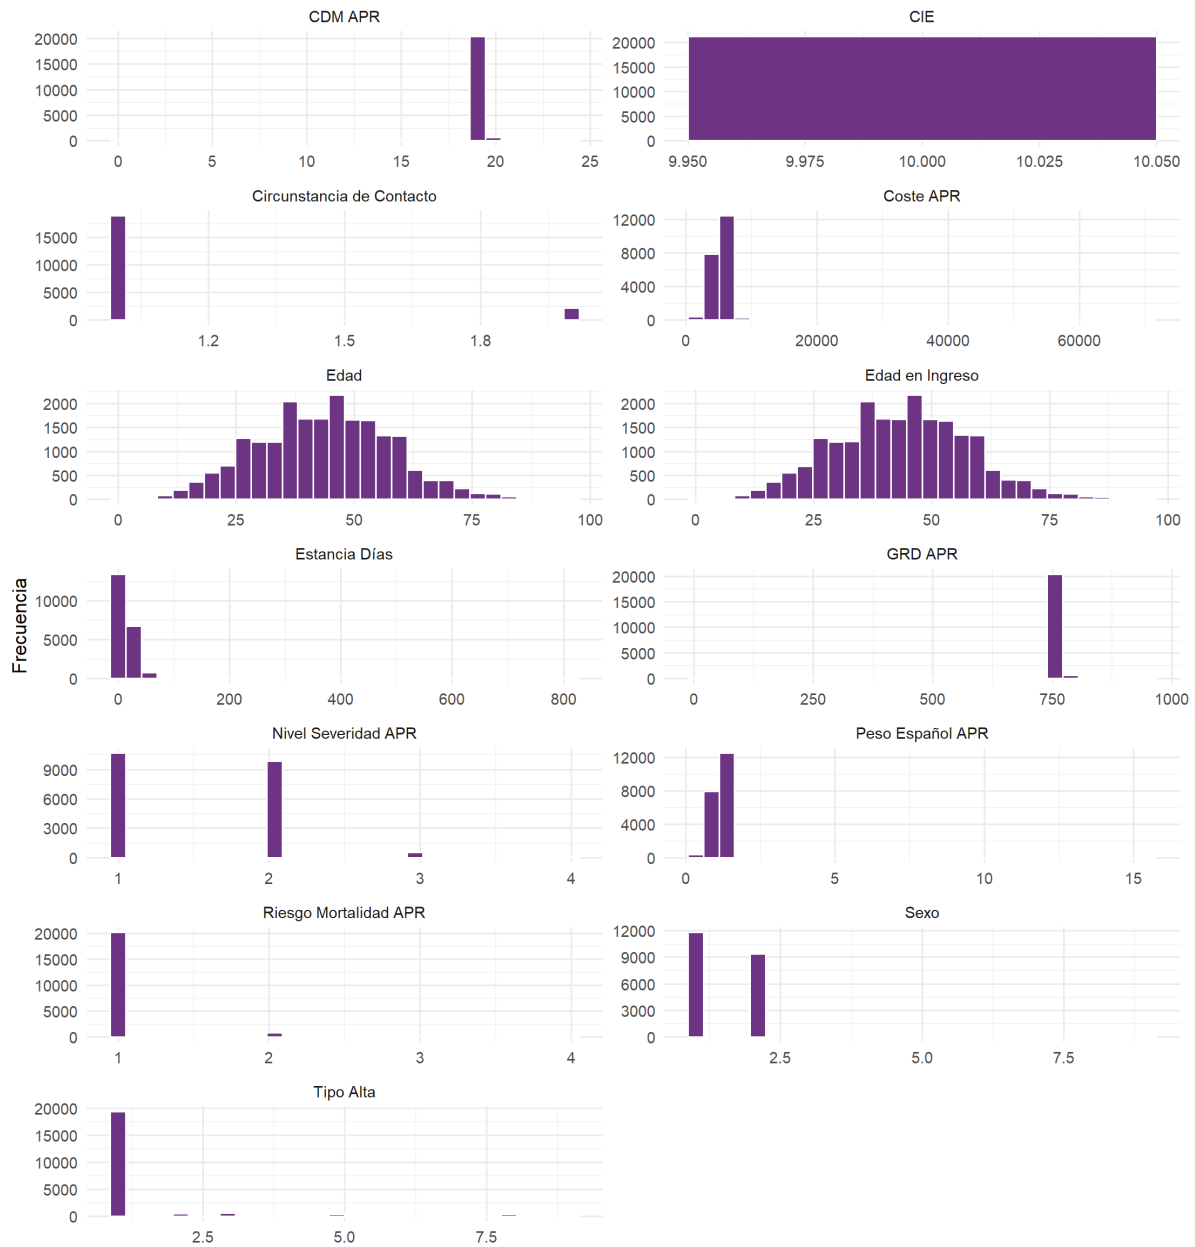 CDM APR
20000
15000
10000
5000
0
0 5 10 15 20 25
CIE
20000
15000
10000
5000
0
9.950 9.975 10.000 10.025 10.050
Circunstancia de Contacto
15000
10000
5000
0
1.2 1.5 1.8
Coste APR
12000
8000
4000
0
0 20000 40000 60000
Edad
2000
1500
1000
500
0
0 25 50 75 100
Edad en Ingreso
2000
1500
1000
500
0
0 25 50 75 100
Frecuencia
Estancia Días
10000
5000
0
0 200 400 600 800
GRD APR
20000
15000
10000
5000
0
0 250 500 750 1000
Nivel Severidad APR
9000
6000
3000
0
1 2 3 4
Peso Español APR
12000
8000
4000
0
0 5 10 15
Riesgo Mortalidad APR
20000
15000
10000
5000
0
1 2 3 4
Sexo
12000
9000
6000
3000
0
2.5 5.0 7.5
Tipo Alta
20000
15000
10000
5000
0
2.5 5.0 7.5